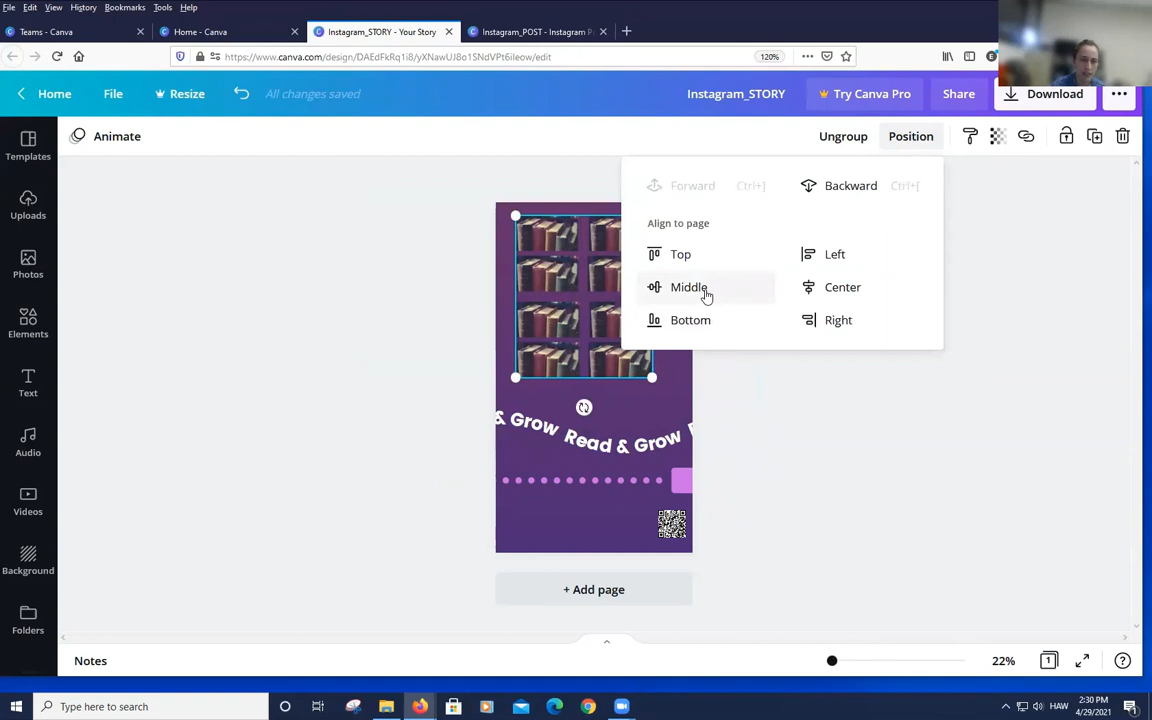 File Edit View History Bookmarks Tools Help
Teams - Canva
Home - Canva
Instagram_STORY - Your Story
Instagram_POST - Instagram P
https://www.canva.com/design/DAEdFkRq1i8/yXNawUJ8o1SNdVPt6ileow/edit
120%
Home
File
Resize
All changes saved
Instagram_STORY
Try Canva Pro
Share
Download
Animate
Ungroup
Position
Templates
Uploads
Photos
Elements
Text
Audio
Videos
Background
Folders
Forward Ctrl+]
Backward Ctrl+[
Align to page
Top
Left
Middle
Center
Bottom
Right
& Grow Read & Grow
+ Add page
Notes
22%
1
Type here to search
HAW
2:30 PM
4/29/2021